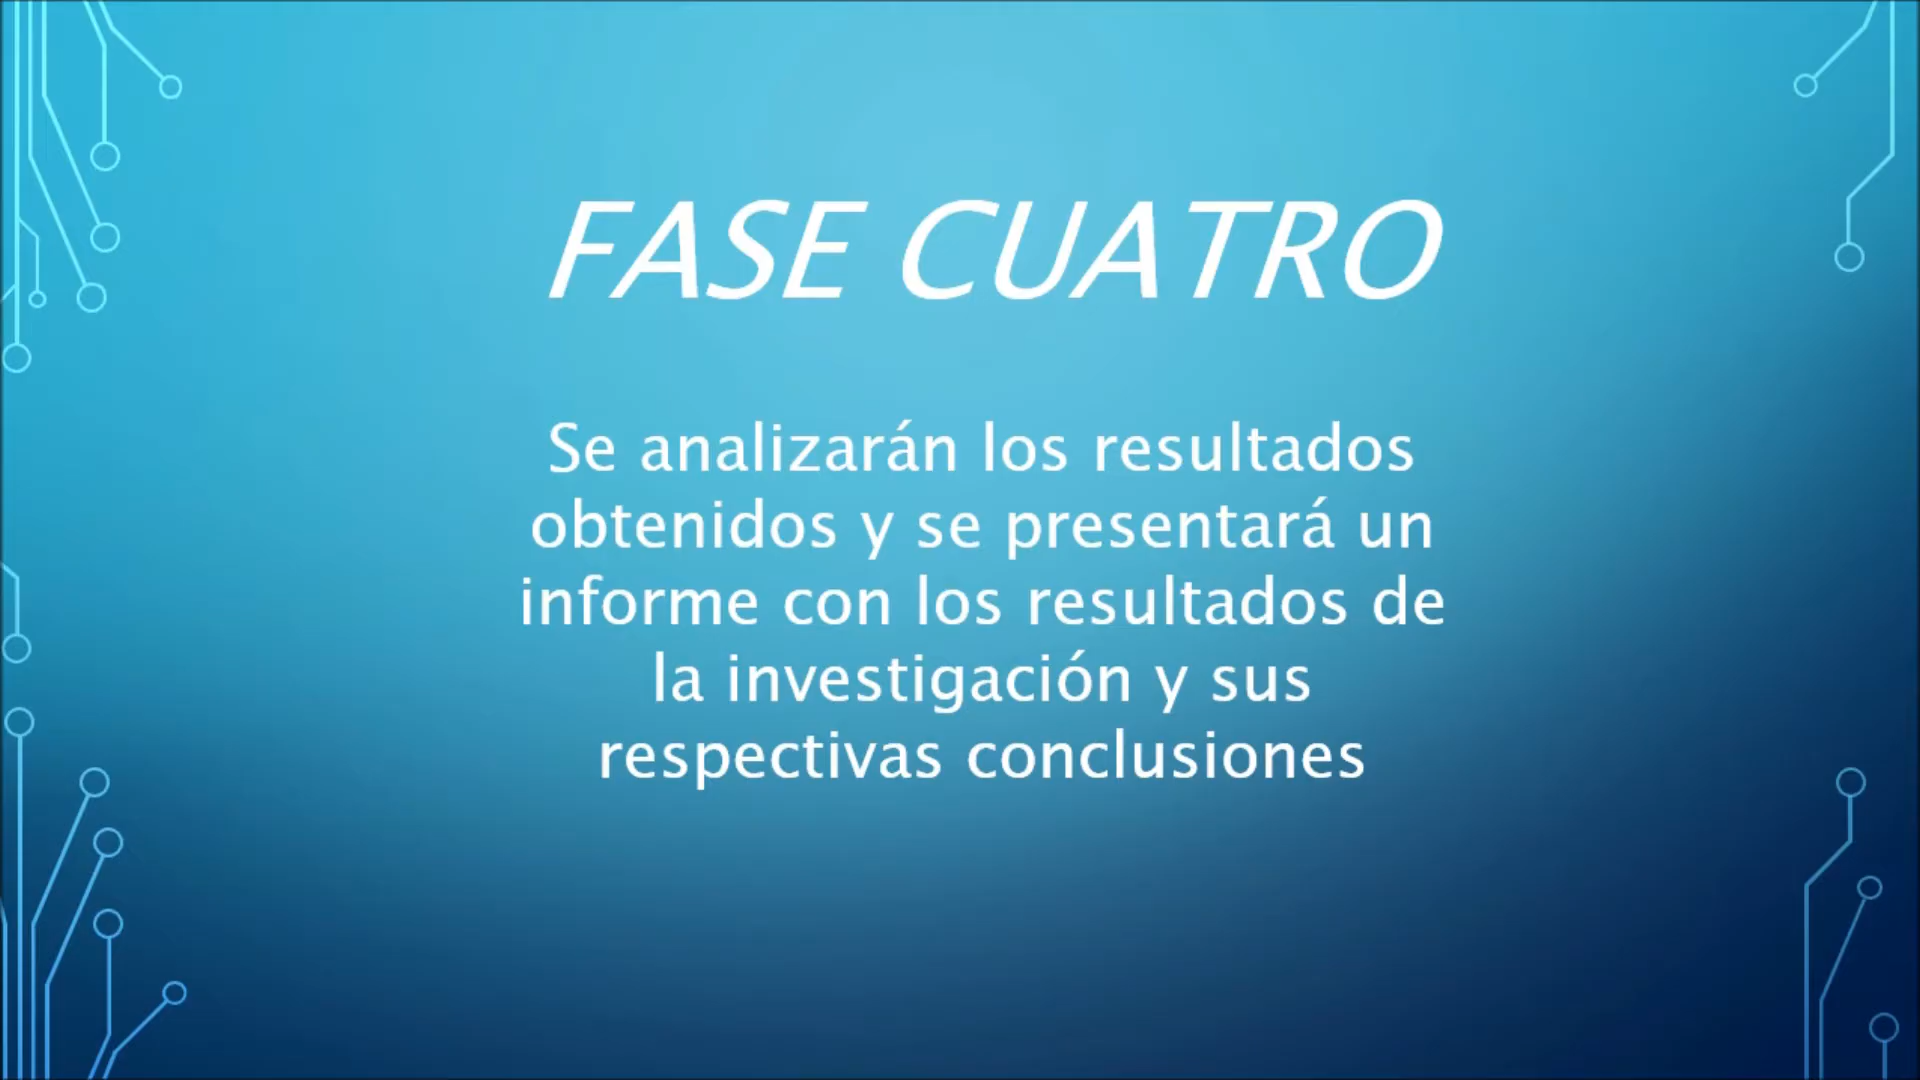 FASE CUATRO
Se analizarán los resultados
obtenidos y se presentará un
informe con los resultados de
la investigación y sus
respectivas conclusiones